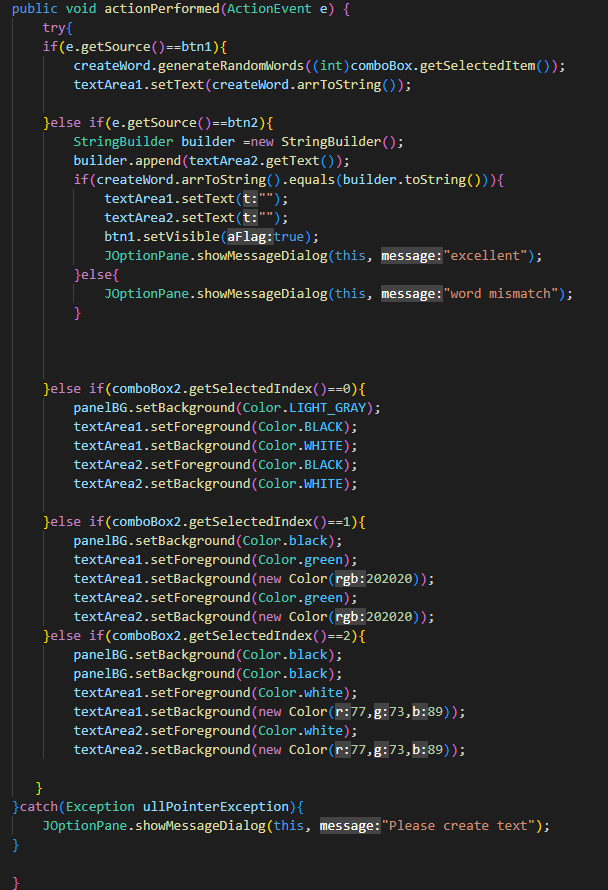 public void actionPerformed(ActionEvent e) {
try{
if(e.getSource()==btn1){
createWord.generateRandomWords((int)comboBox.getSelectedItem());
textArea1.setText(createWord.arrToString());
}else if(e.getSource()==btn2){
StringBuilder builder =new StringBuilder();
builder.append(textArea2.getText());
if(createWord.arrToString().equals(builder.toString())){
textArea1.setText(t:"");
textArea2.setText(t:"");
btn1.setVisible(aFlag:true);
JOptionPane.showMessageDialog(this, message:"excellent");
}else{
JOptionPane.showMessageDialog(this, message:"word mismatch");
}
}else if(comboBox2.getSelectedIndex()==0){
panelBG.setBackground(Color.LIGHT_GRAY);
textArea1.setForeground(Color.BLACK);
textArea1.setBackground(Color.WHITE);
textArea2.setForeground(Color.BLACK);
textArea2.setBackground(Color.WHITE);
}else if(comboBox2.getSelectedIndex()==1){
panelBG.setBackground(Color.black);
textArea1.setForeground(Color.green);
textArea1.setBackground(new Color(rgb:202020));
textArea2.setForeground(Color.green);
textArea2.setBackground(new Color(rgb:202020));
}else if(comboBox2.getSelectedIndex()==2){
panelBG.setBackground(Color.black);
panelBG.setBackground(Color.black);
textArea1.setForeground(Color.white);
textArea1.setBackground(new Color(r:77,g:73,b:89));
textArea2.setForeground(Color.white);
textArea2.setBackground(new Color(r:77,g:73,b:89));
}
}catch(Exception ullPointerException){
JOptionPane.showMessageDialog(this, message:"Please create text");
}
}